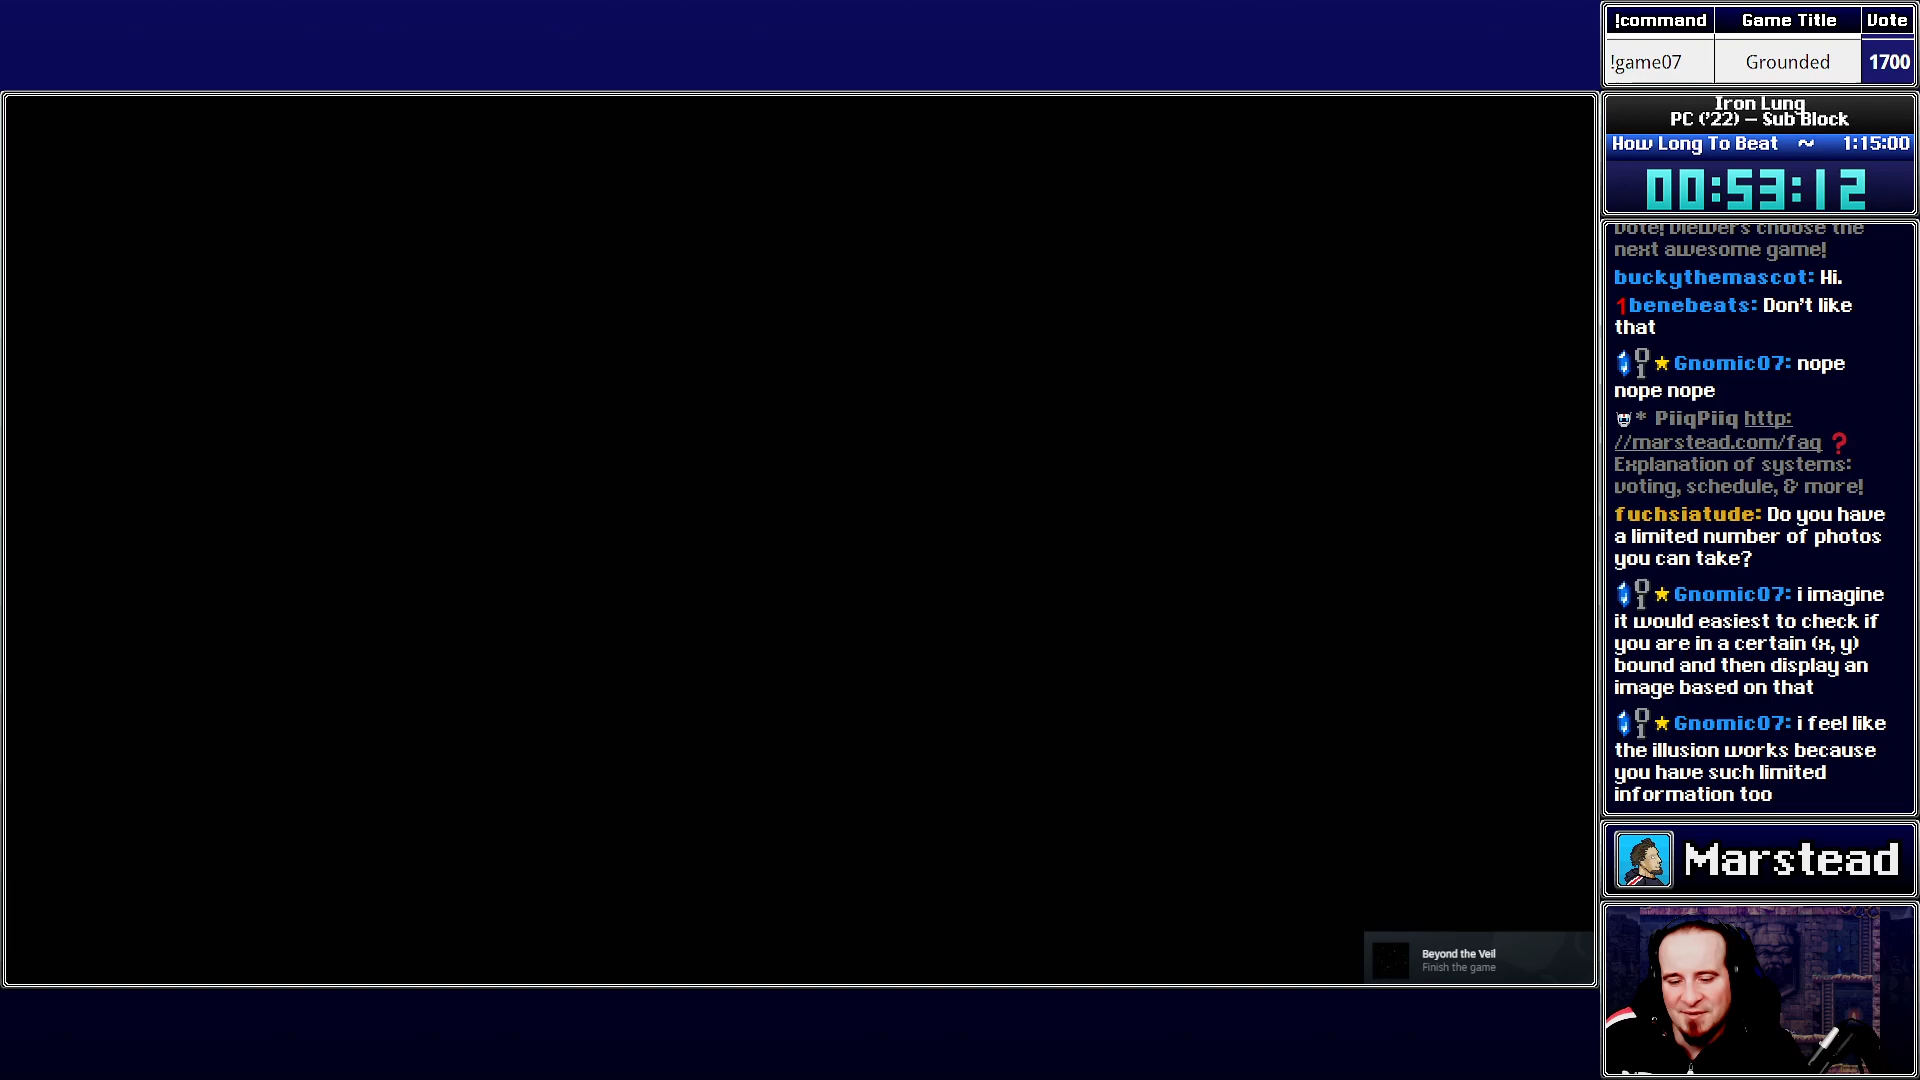 !command Game Title Vote
!game07 Grounded 1700
Iron Lung
PC ('22) – Sub Block
How Long To Beat ~ 1:15:00
00:53:12
vote! Viewers choose the
next awesome game!
buckythemascot: Hi.
1benebeats: Don't like
that
Gnomic07: nope
nope nope
* PiiqPiiq http:
//marstead.com/faq ?
Explanation of systems:
voting, schedule, & more!
fuchsiatude: Do you have
a limited number of photos
you can take?
Gnomic07: i imagine
it would easiest to check if
you are in a certain (x, y)
bound and then display an
image based on that
Gnomic07: i feel like
the illusion works because
you have such limited
information too
Marstead
Beyond the Veil
Finish the game